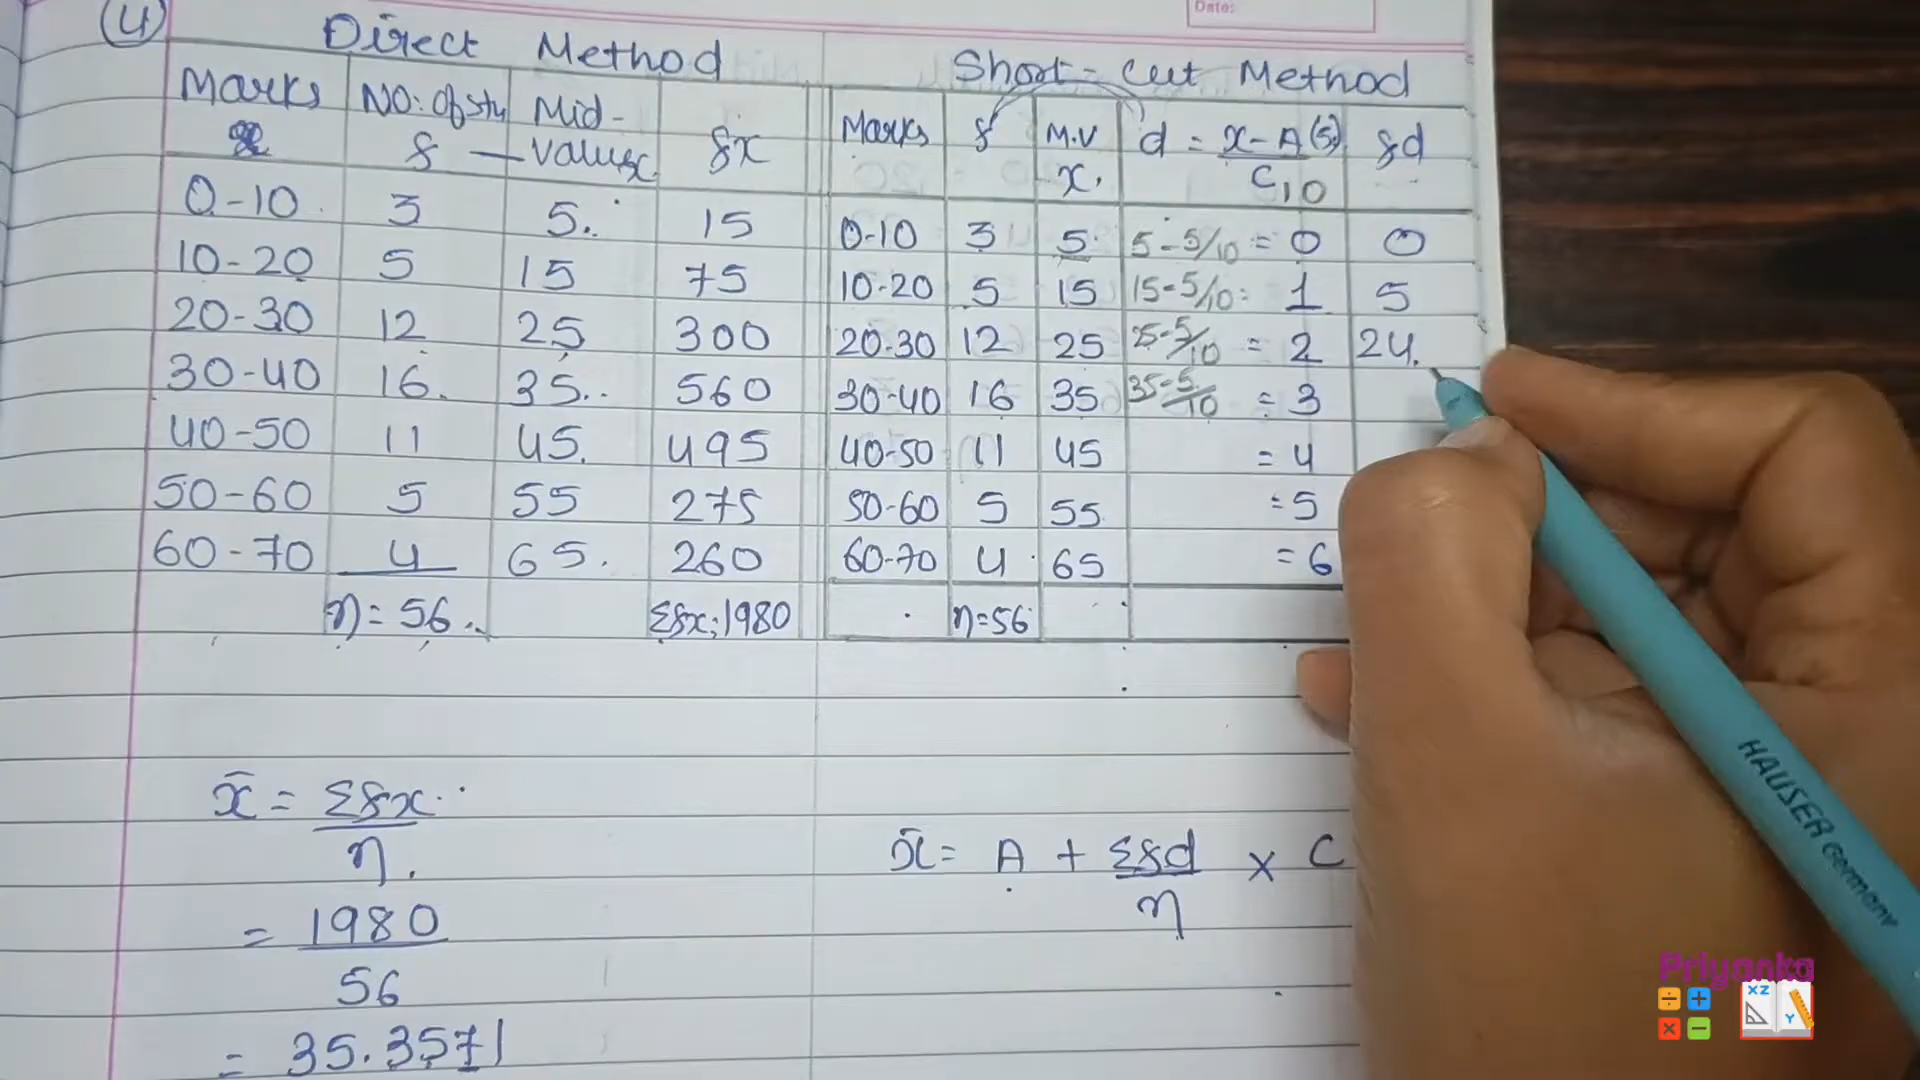 Date:
4
Direct Method
Short-cut Method
Marks No: of stu Mid- fx
f values x
Marks f M.V d = x-A(5) fd
x. C,10
0-10 3 5 15
10-20 5 15 75
20-30 12 25 300
30-40 16 35 560
40-50 11 45 495
50-60 5 55 275
60-70 4 65 260
n = 56 Σfx = 1980
0-10 3 5 5-5/10 = 0 0
10-20 5 15 15-5/10 = 1 5
20-30 12 25 25-5/10 = 2 24
30-40 16 35 35-5/10 = 3
40-50 11 45 = 4
50-60 5 55 = 5
60-70 4 65 = 6
n=56
x̄ = Σfx
n
= 1980
56
= 35.3571
x̄ = A + Σfd × C
n
HAUSER Germany
Priyanka
XZ
Y